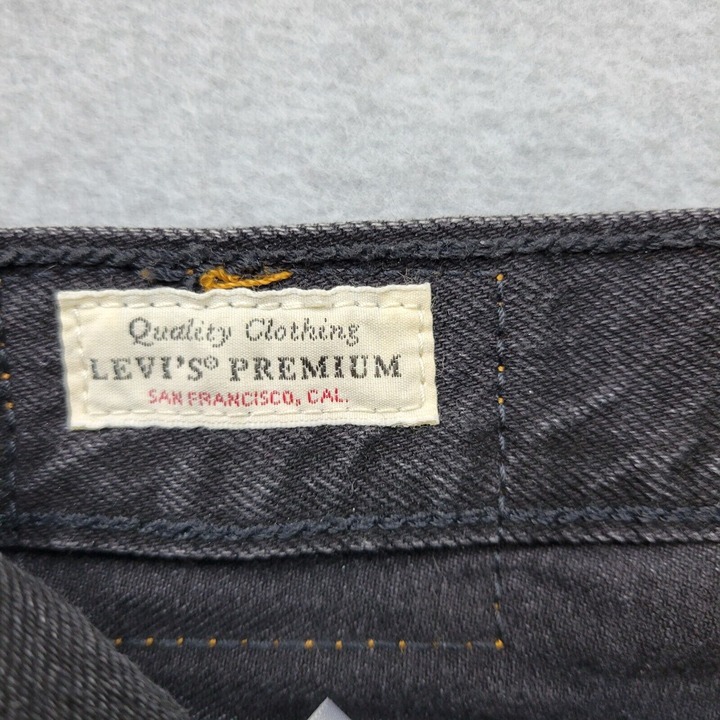 Quality Clothing
LEVI'S® PREMIUM
SAN FRANCISCO, CAL.